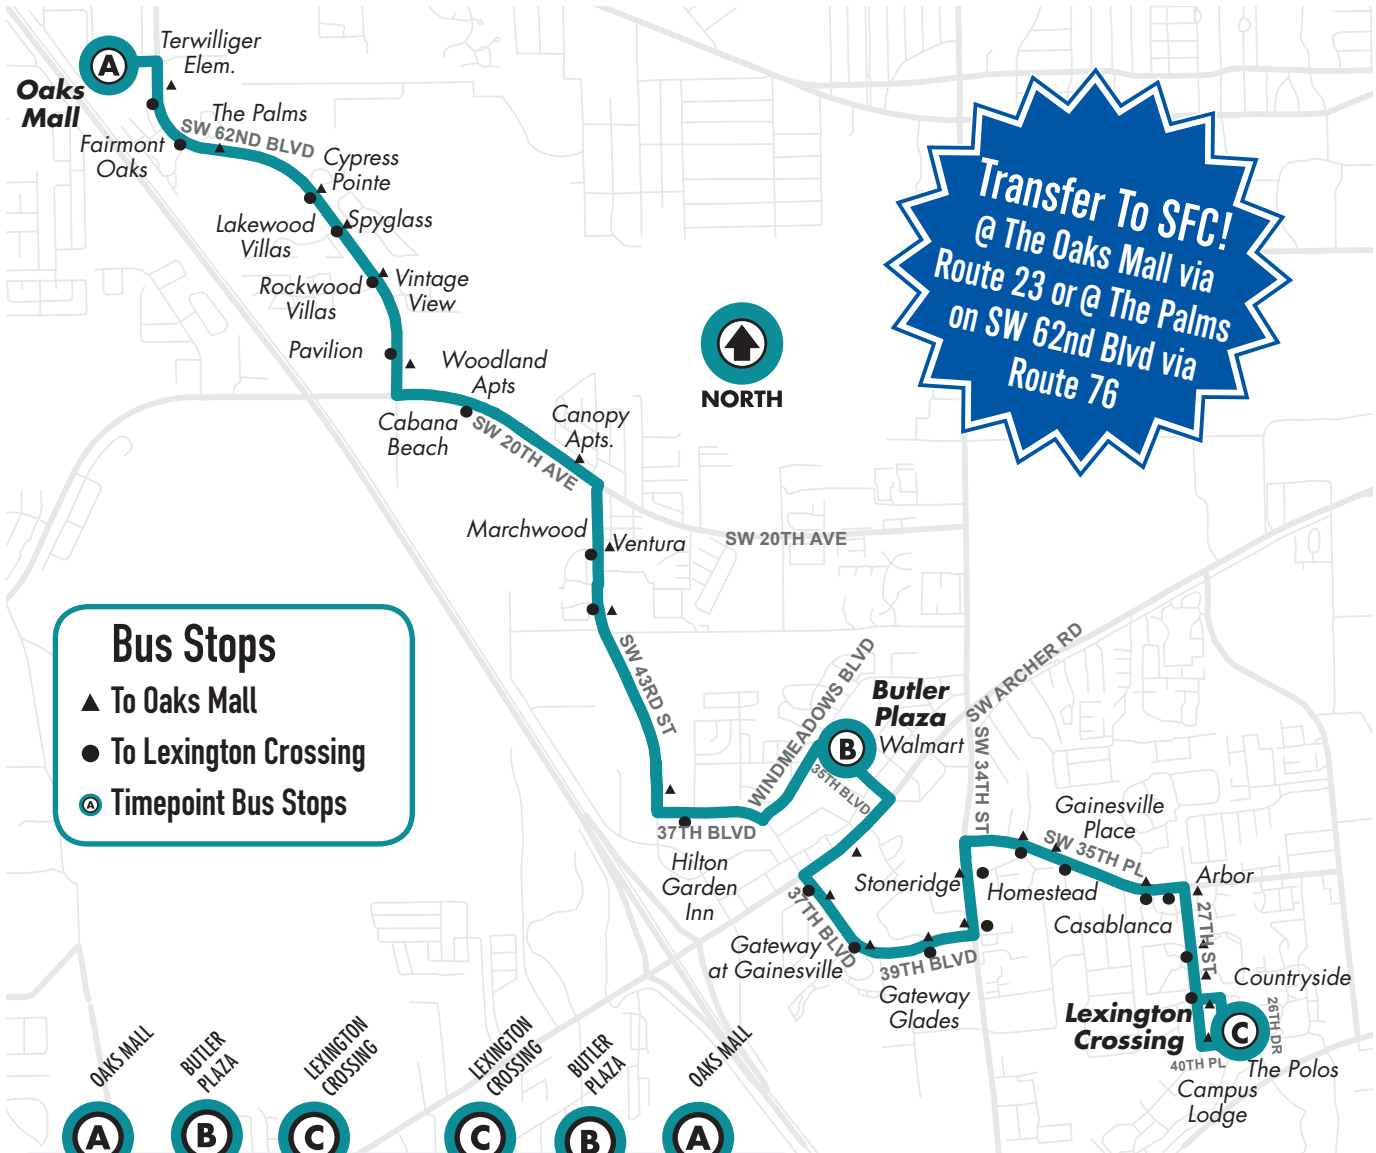 A
Oaks
Mall
Terwilliger
Elem.
The Palms
SW 62ND BLVD
Fairmont
Oaks
Cypress
Pointe
Lakewood
Villas
Spyglass
Rockwood
Villas
Vintage
View
Pavilion
Woodland
Apts
Cabana
Beach
SW 20TH AVE
Canopy
Apts.
Marchwood
Ventura
SW 20TH AVE
NORTH
Transfer To SFC!
@ The Oaks Mall via
Route 23 or @ The Palms
on SW 62nd Blvd via
Route 76
Bus Stops
To Oaks Mall
To Lexington Crossing
A
Timepoint Bus Stops
SW 43RD ST
WINDMEADOWS BLVD
Butler
Plaza
B
Walmart
35TH BLVD
SW ARCHER RD
SW 34TH ST
37TH BLVD
Hilton
Garden
Inn
Gainesville
Place
SW 35TH PL
Stoneridge
Homestead
Arbor
Casablanca
27TH ST
37TH BLVD
Gateway
at Gainesville
39TH BLVD
Gateway
Glades
Countryside
Lexington
Crossing
C
26TH DR
40TH PL
The Polos
Campus
Lodge
OAKS MALL
BUTLER
PLAZA
LEXINGTON
CROSSING
LEXINGTON
CROSSING
BUTLER
PLAZA
OAKS MALL
A
B
C
C
B
A